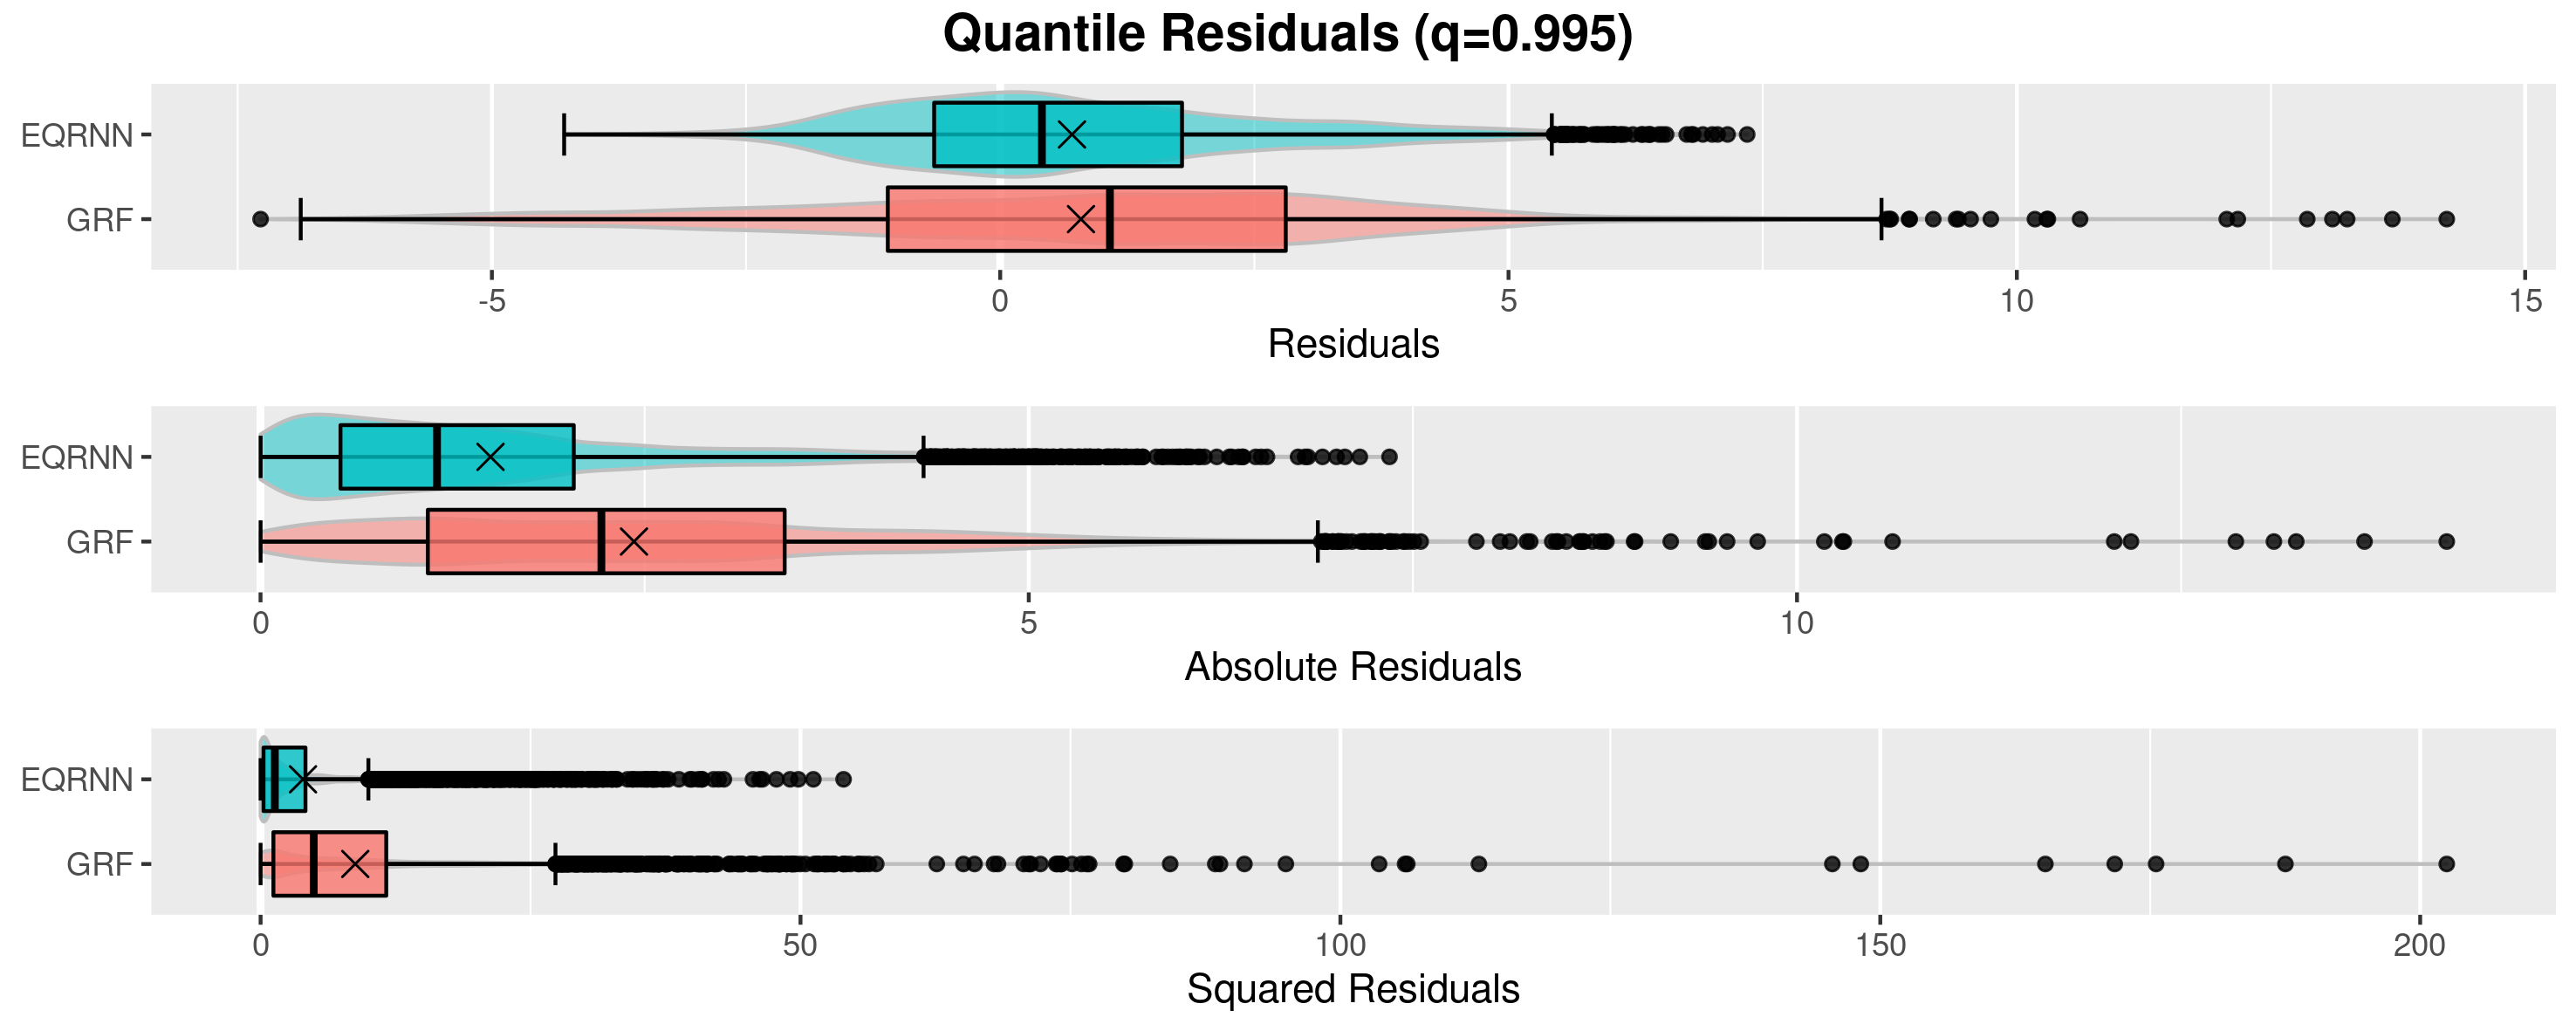 Quantile Residuals (q=0.995)
EQRNN
GRF
-5 0 5 10 15
Residuals
EQRNN
GRF
0 5 10
Absolute Residuals
EQRNN
GRF
0 50 100 150 200
Squared Residuals